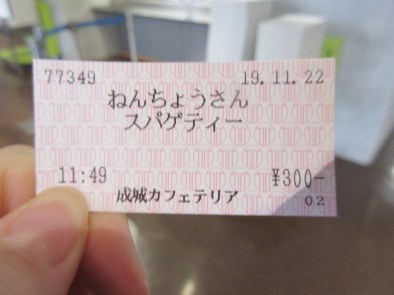 77349 19.11.22
ねんちょうさん
スパゲティー
11:49 ¥300-
成城カフェテリア
02